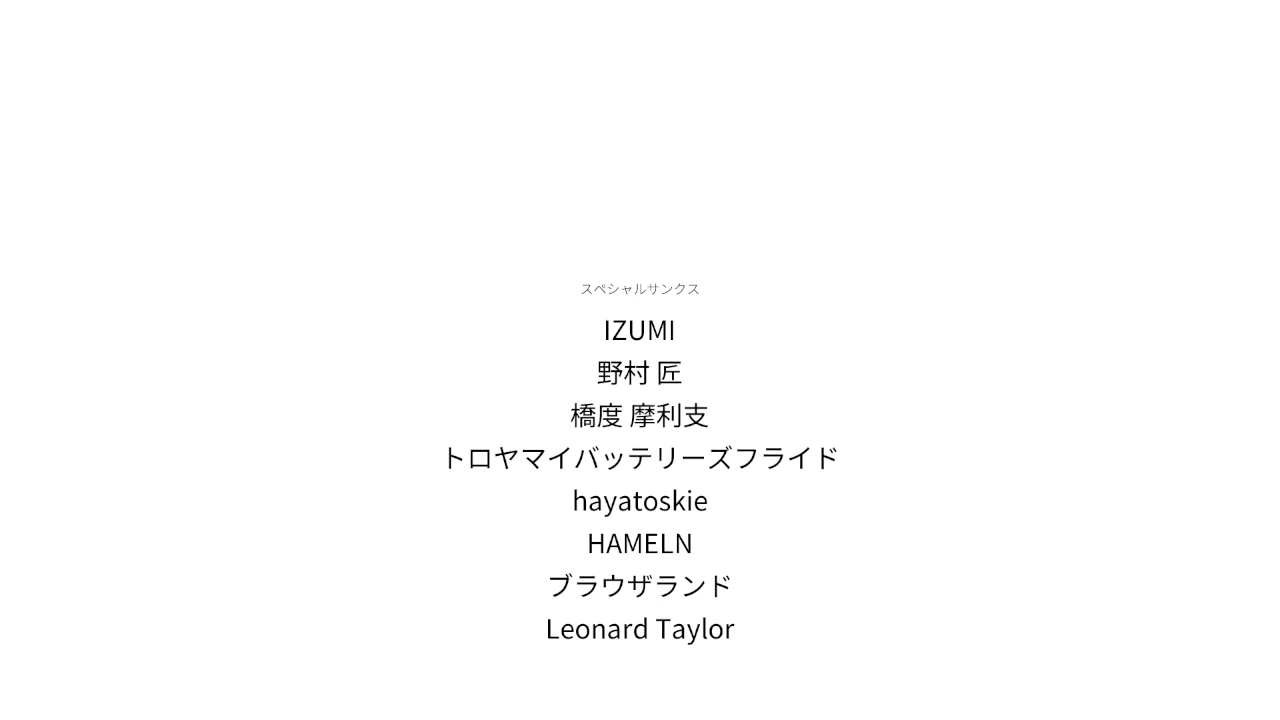 スペシャルサンクス
IZUMI
野村 匠
橋度 摩利支
トロヤマイバッテリーズフライド
hayatoskie
HAMELN
ブラウザランド
Leonard Taylor